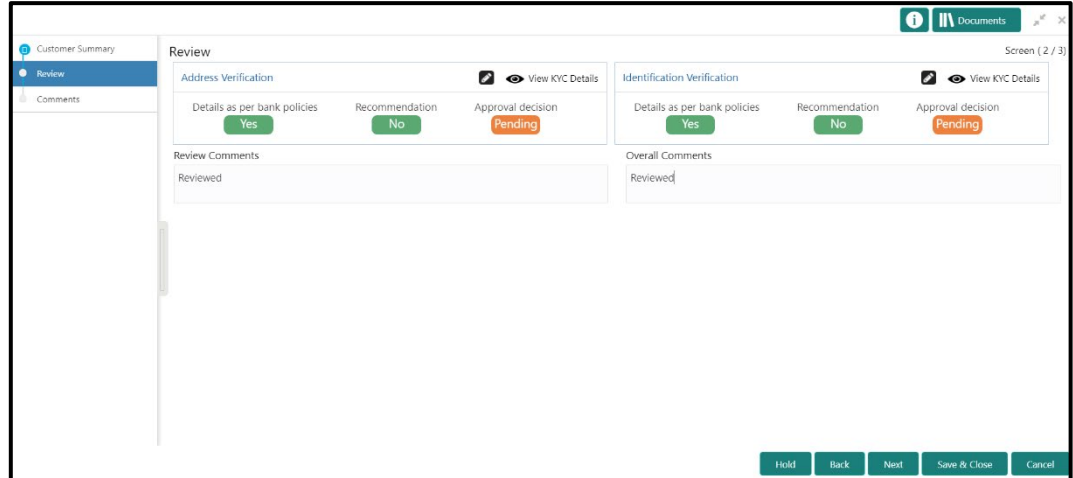 Documents
Customer Summary
Review
Comments
Review
Screen ( 2 / 3)
Address Verification
View KYC Details
Details as per bank policies Recommendation Approval decision
Yes No Pending
Identification Verification
View KYC Details
Details as per bank policies Recommendation Approval decision
Yes No Pending
Review Comments
Reviewed
Overall Comments
Reviewed
Hold Back Next Save & Close Cancel